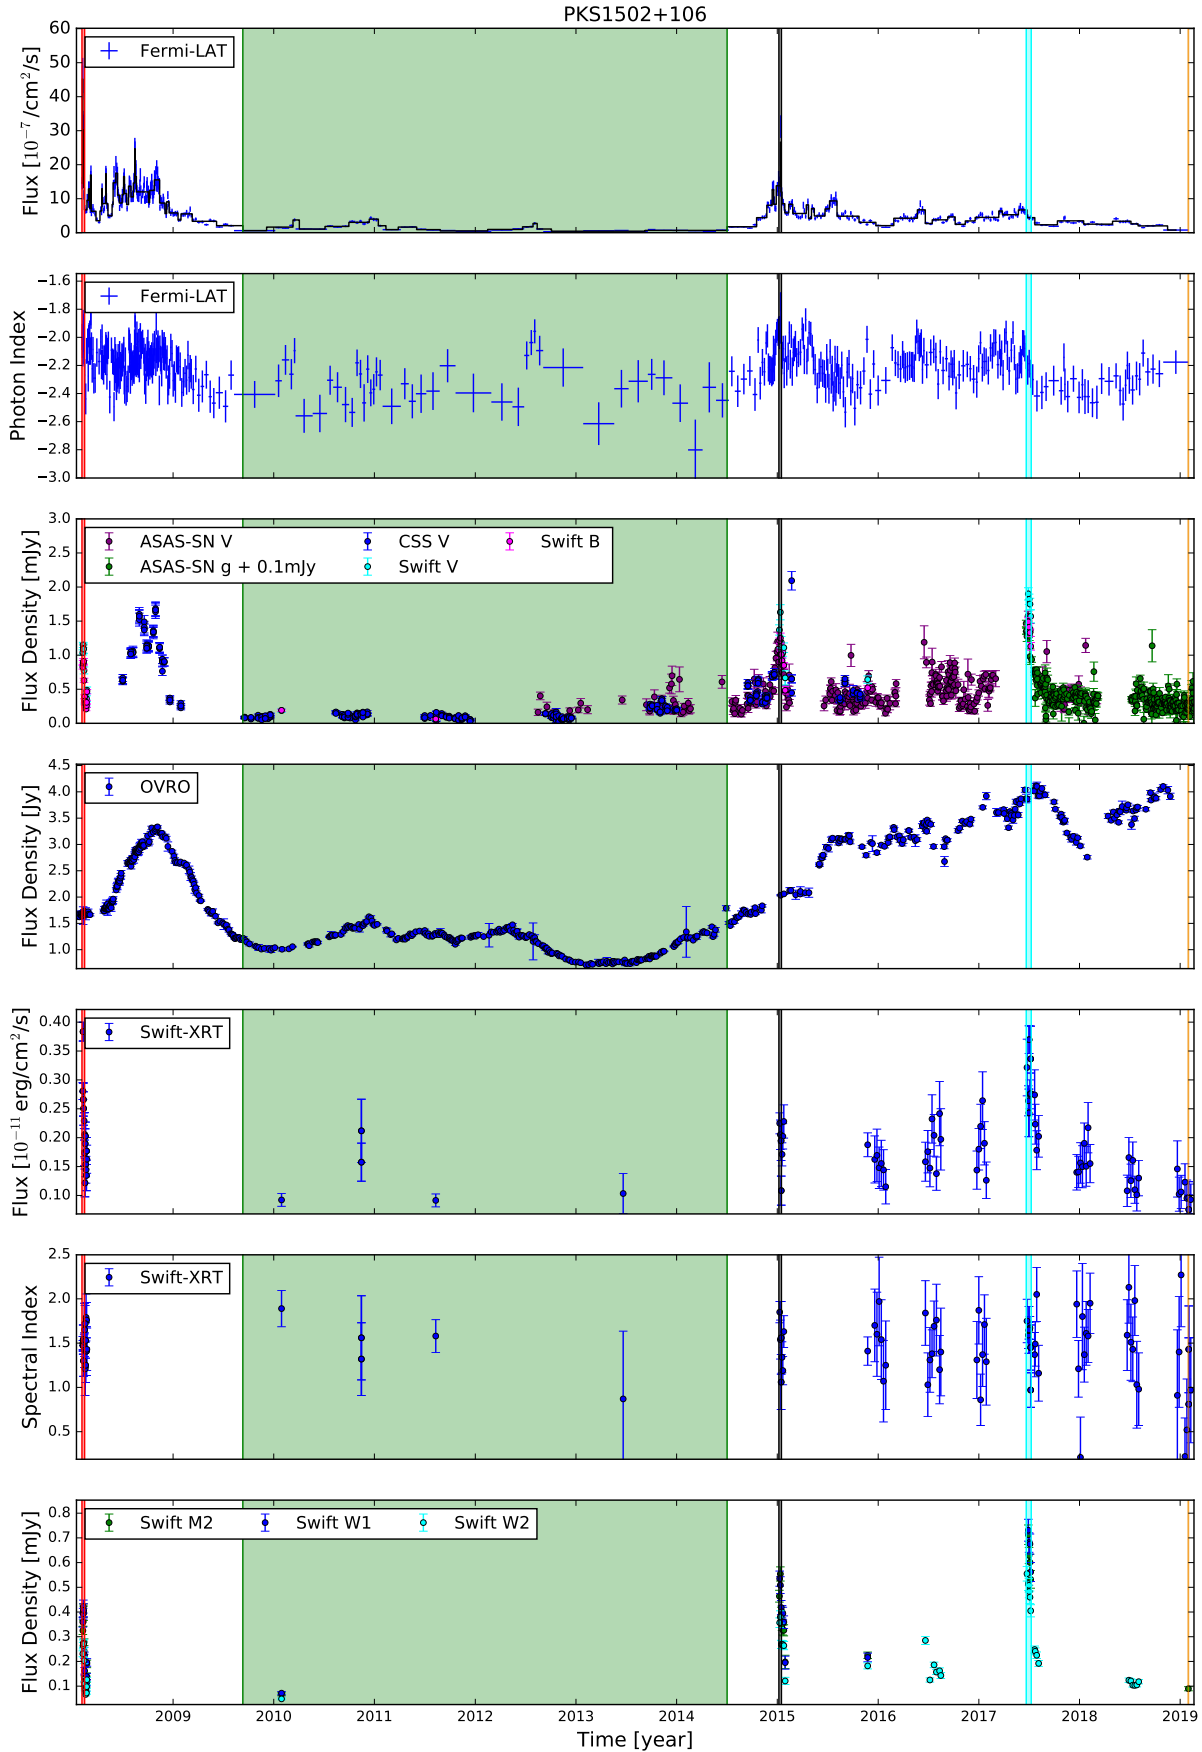 PKS1502+106
Flux [10⁻⁷/cm²/s]
60
50
40
30
20
10
0
Fermi-LAT
Photon Index
−1.6
−1.8
−2.0
−2.2
−2.4
−2.6
−2.8
−3.0
Fermi-LAT
Flux Density [mJy]
3.0
2.5
2.0
1.5
1.0
0.5
0.0
ASAS-SN V CSS V Swift B
ASAS-SN g + 0.1mJy Swift V
Flux Density [Jy]
4.5
4.0
3.5
3.0
2.5
2.0
1.5
1.0
OVRO
Flux [10⁻¹¹erg/cm²/s]
0.40
0.35
0.30
0.25
0.20
0.15
0.10
Swift-XRT
Spectral Index
2.5
2.0
1.5
1.0
0.5
Swift-XRT
Flux Density [mJy]
0.8
0.7
0.6
0.5
0.4
0.3
0.2
0.1
Swift M2 Swift W1 Swift W2
2009 2010 2011 2012 2013 2014 2015 2016 2017 2018 2019
Time [year]